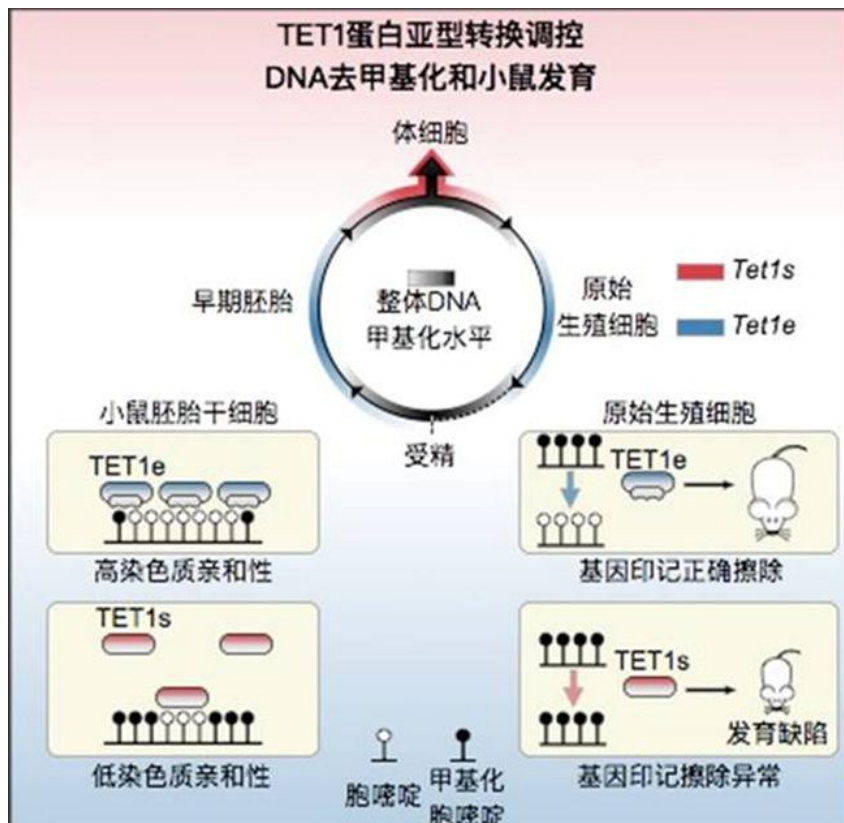 TET1蛋白亚型转换调控
DNA去甲基化和小鼠发育
体细胞
早期胚胎
整体DNA
甲基化水平
原始
生殖细胞
Tet1s
Tet1e
受精
小鼠胚胎干细胞
TET1e
高染色质亲和性
TET1s
低染色质亲和性
原始生殖细胞
TET1e
基因印记正确擦除
TET1s
发育缺陷
基因印记擦除异常
胞嘧啶
甲基化
胞嘧啶